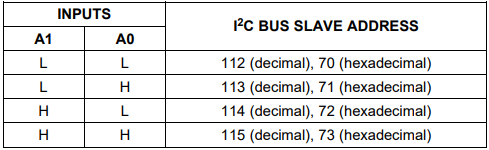 INPUTS
I²C BUS SLAVE ADDRESS
A1 A0
L L 112 (decimal), 70 (hexadecimal)
L H 113 (decimal), 71 (hexadecimal)
H L 114 (decimal), 72 (hexadecimal)
H H 115 (decimal), 73 (hexadecimal)